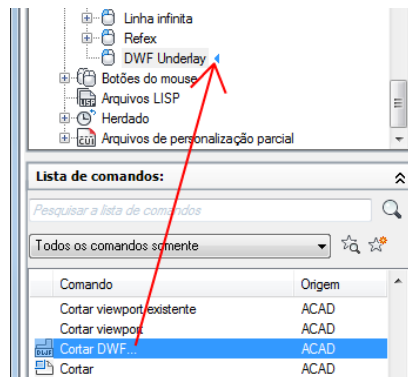 Linha infinita
Refex
DWF Underlay
Botões do mouse
Arquivos LISP
Herdado
Arquivos de personalização parcial
Lista de comandos:
Pesquisar a lista de comandos
Todos os comandos somente
Comando Origem
Cortar viewport existente ACAD
Cortar viewport ACAD
Cortar DWF... ACAD
Cortar ACAD